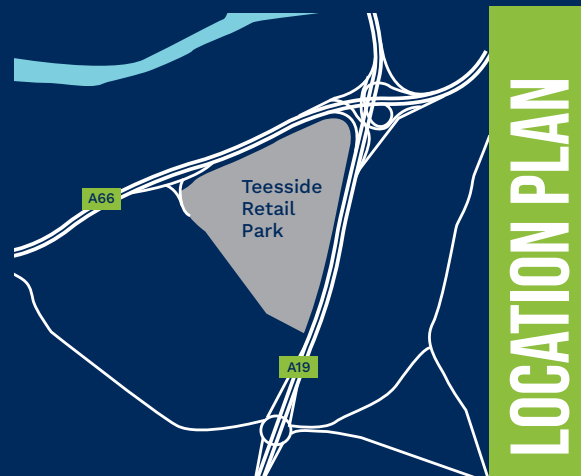 A66
Teesside
Retail
Park
A19
LOCATION PLAN